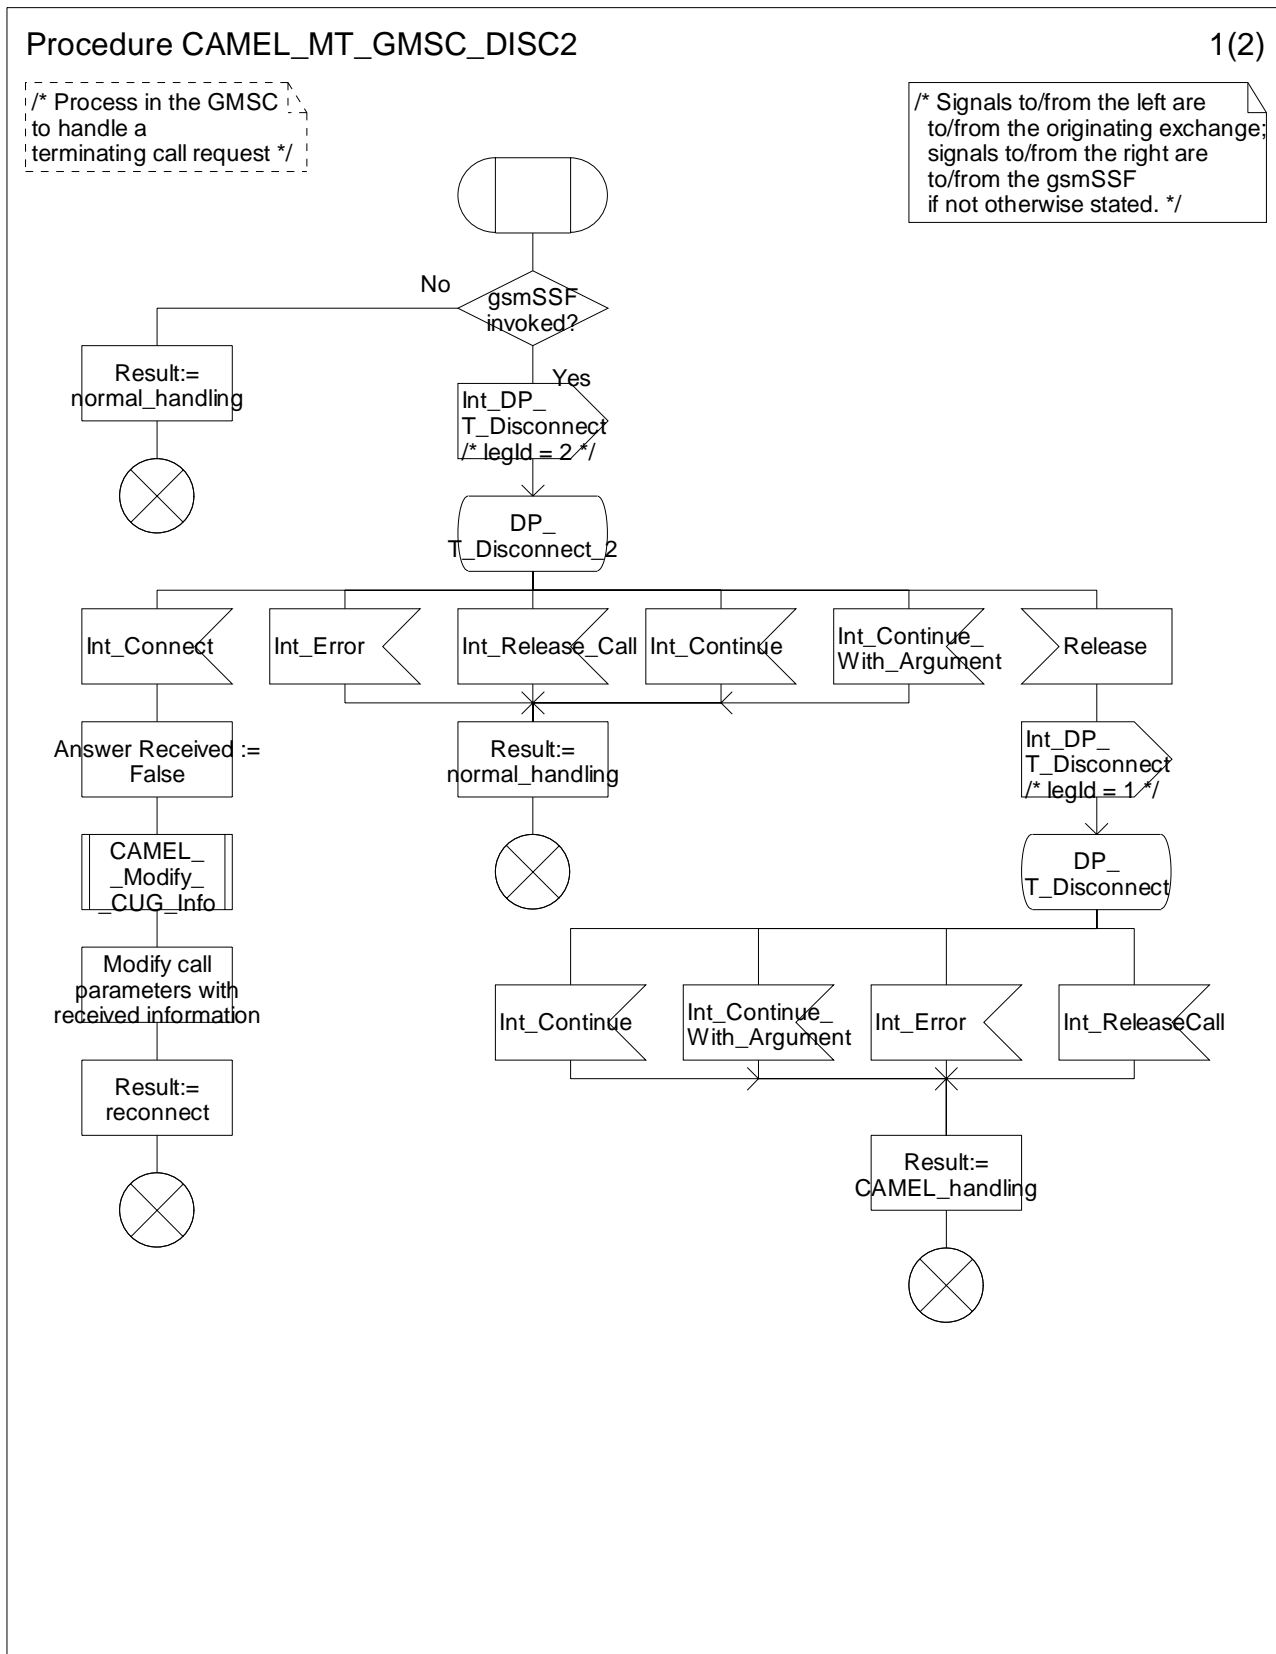 Procedure CAMEL_MT_GMSC_DISC2
1(2)
/* Process in the GMSC
to handle a
terminating call request */
/* Signals to/from the left are
to/from the originating exchange;
signals to/from the right are
to/from the gsmSSF
if not otherwise stated. */
gsmSSF
invoked?
No
Yes
Result:=
normal_handling
Int_DP_
T_Disconnect
/* legId = 2 */
DP_
T_Disconnect_2
Int_Connect
Int_Error
Int_Release_Call
Int_Continue
Int_Continue_
With_Argument
Release
Answer Received :=
False
Result:=
normal_handling
Int_DP_
T_Disconnect
/* legId = 1 */
CAMEL_
_Modify_
_CUG_Info
DP_
T_Disconnect
Modify call
parameters with
received information
Int_Continue
Int_Continue_
With_Argument
Int_Error
Int_ReleaseCall
Result:=
reconnect
Result:=
CAMEL_handling